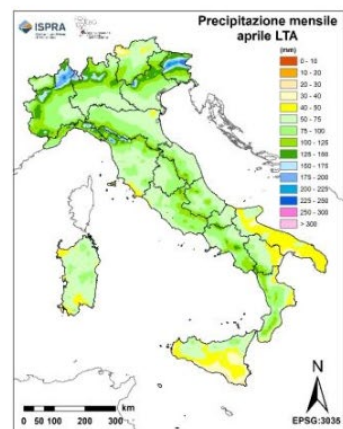 ISPRA
Precipitazione mensile
aprile LTA
(mm)
0 - 10
10 - 20
20 - 30
30 - 40
40 - 50
50 - 75
75 - 100
100 - 125
125 - 150
150 - 175
175 - 200
200 - 225
225 - 250
250 - 300
> 300
N
km
0 50 100 200 300
EPSG:3035